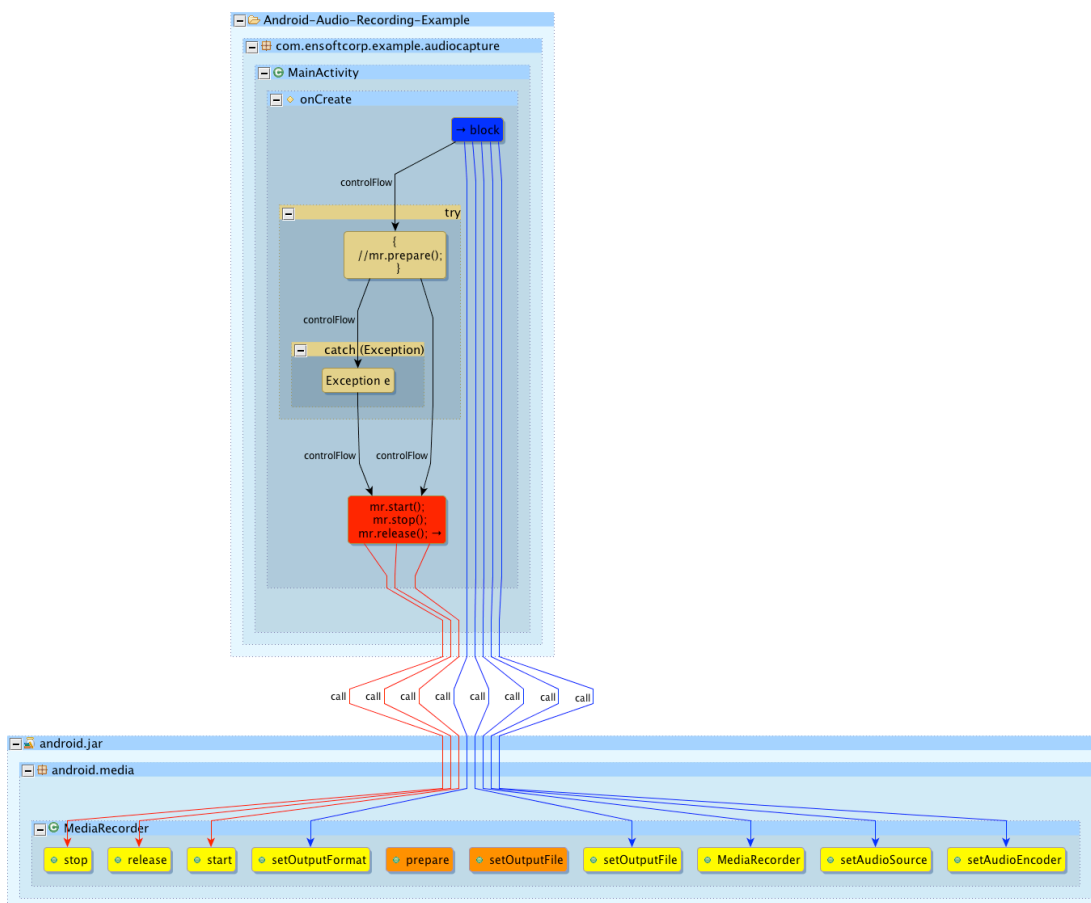 Android-Audio-Recording-Example
com.ensoftcorp.example.audiocapture
MainActivity
onCreate
→ block
controlFlow
try
{
//mr.prepare();
}
controlFlow
catch (Exception)
Exception e
controlFlow controlFlow
mr.start();
mr.stop();
mr.release(); →
call call call call call call call call
android.jar
android.media
MediaRecorder
stop release start setOutputFormat prepare setOutputFile setOutputFile MediaRecorder setAudioSource setAudioEncoder